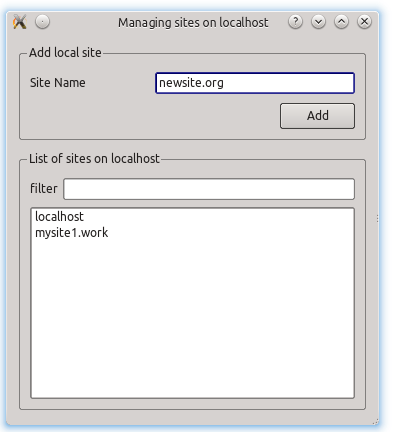 Managing sites on localhost
Add local site
Site Name newsite.org
Add
List of sites on localhost
filter
localhost
mysite1.work